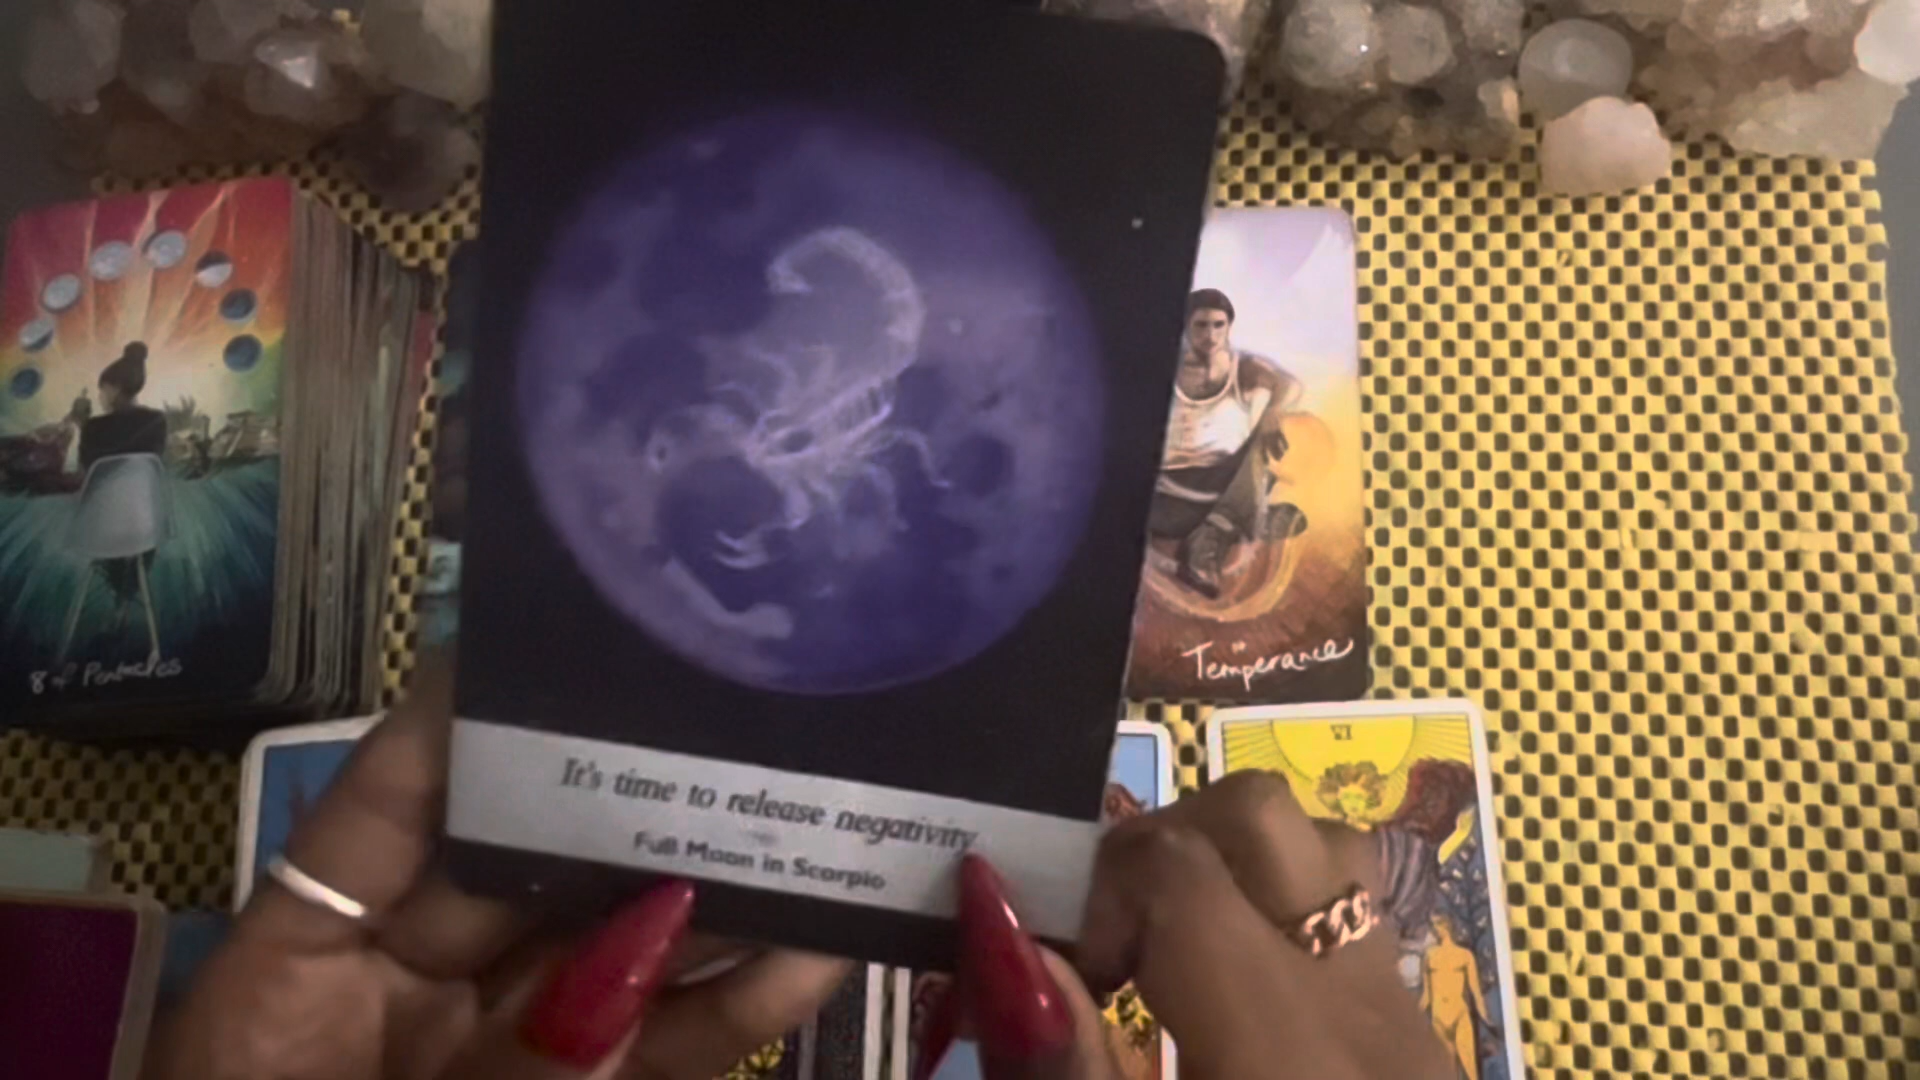 It's time to release negativity
Full Moon in Scorpio
8 of Pentacles
Temperance
VI